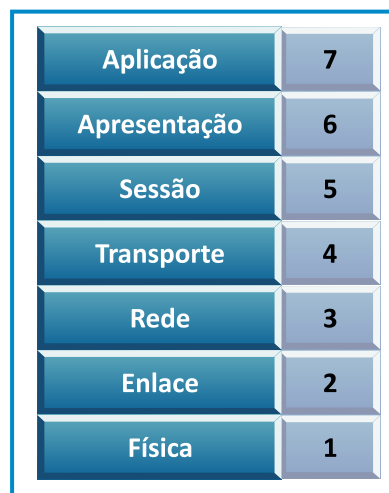 Aplicação 7
Apresentação 6
Sessão 5
Transporte 4
Rede 3
Enlace 2
Física 1